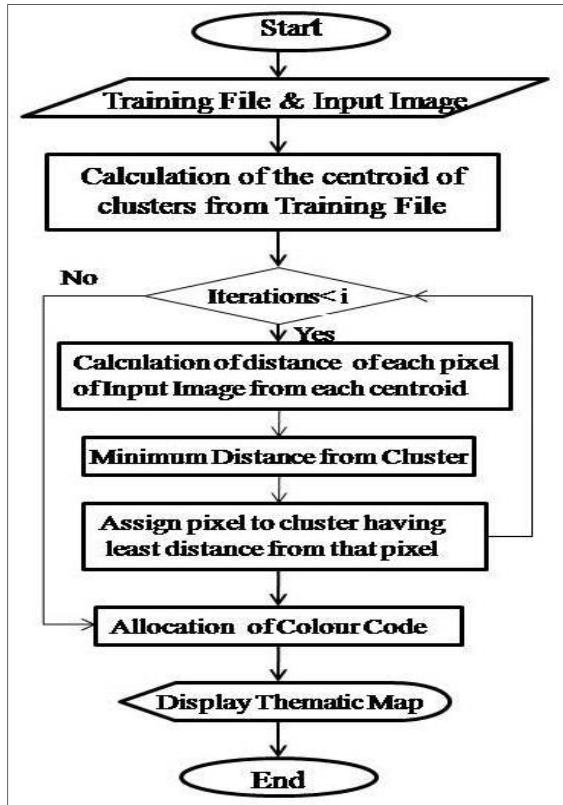 Start
Training File & Input Image
Calculation of the centroid of
clusters from Training File
No
Iterations< i
Yes
Calculation of distance of each pixel
of Input Image from each centroid
Minimum Distance from Cluster
Assign pixel to cluster having
least distance from that pixel
Allocation of Colour Code
Display Thematic Map
End